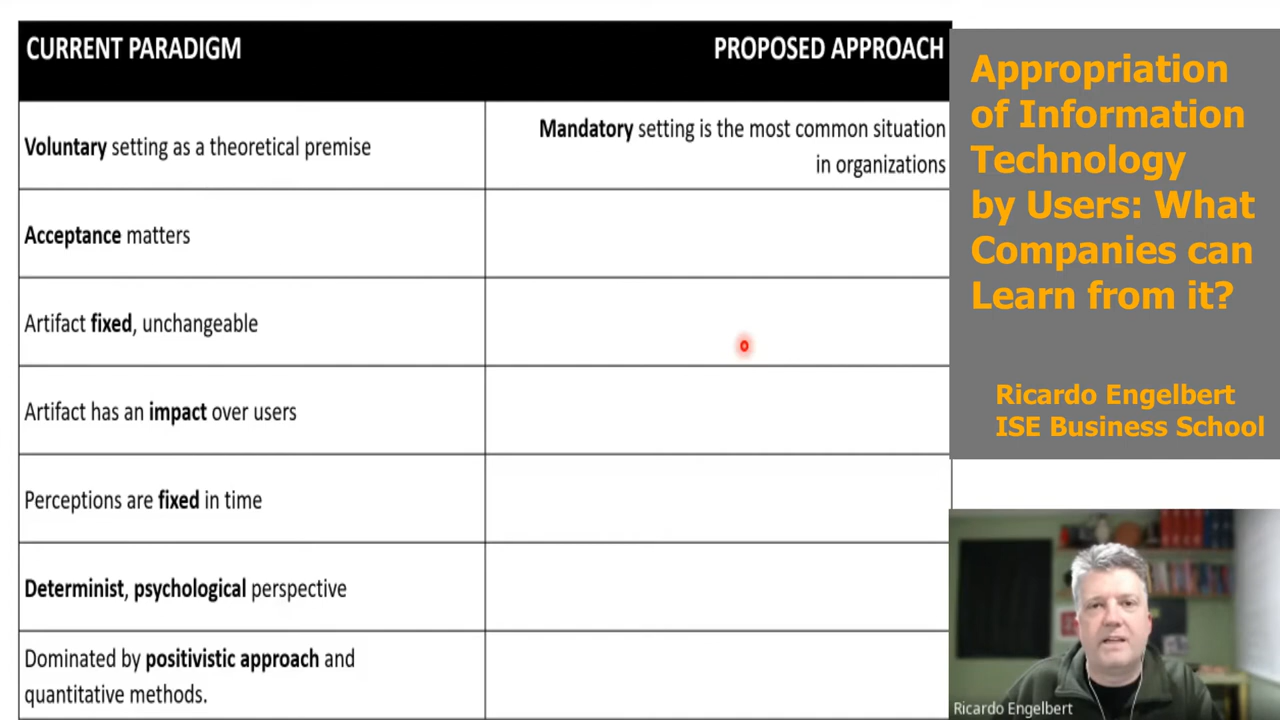 CURRENT PARADIGM
PROPOSED APPROACH
Voluntary setting as a theoretical premise
Mandatory setting is the most common situation
in organizations
Acceptance matters
Artifact fixed, unchangeable
Artifact has an impact over users
Perceptions are fixed in time
Determinist, psychological perspective
Dominated by positivistic approach and
quantitative methods.
Appropriation
of Information
Technology
by Users: What
Companies can
Learn from it?
Ricardo Engelbert
ISE Business School
Ricardo Engelbert